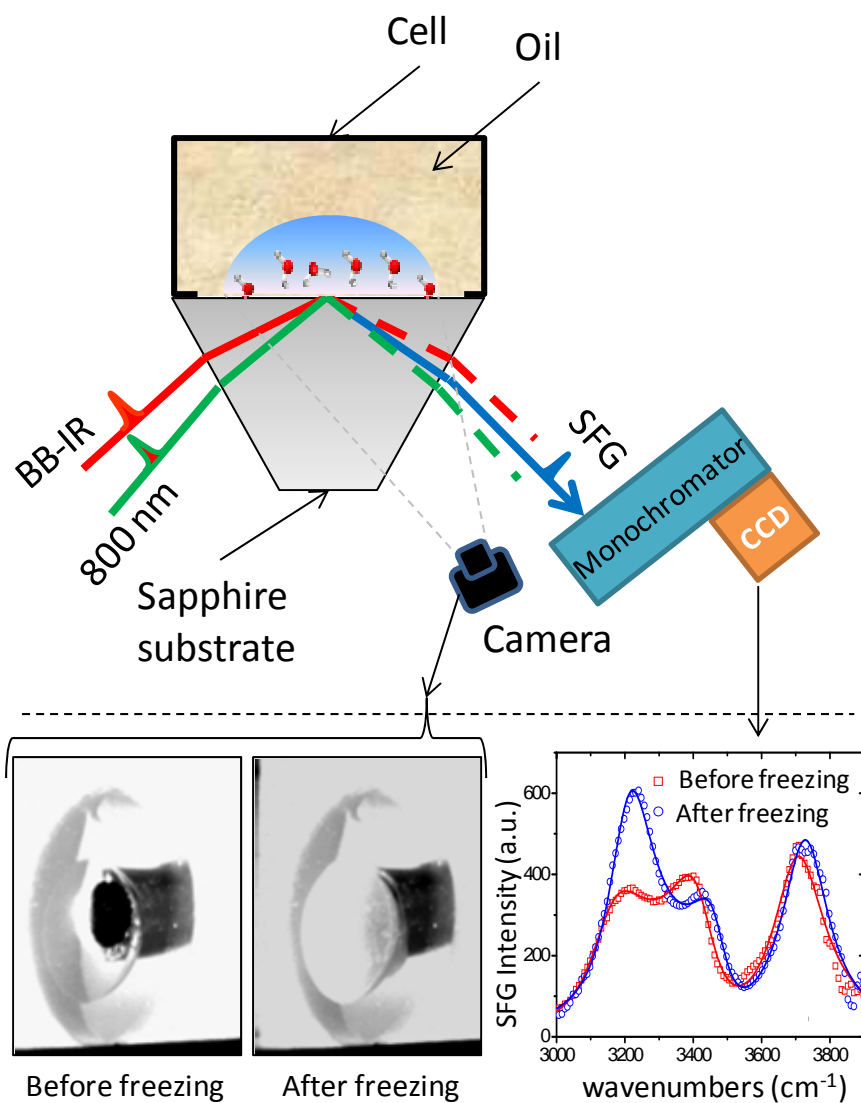 Cell
Oil
BB-IR
800 nm
SFG
Monochromator
CCD
Sapphire
substrate
Camera
Before freezing
After freezing
SFG Intensity (a.u.)
600
400
200
0
Before freezing
After freezing
3000 3200 3400 3600 3800
wavenumbers (cm⁻¹)